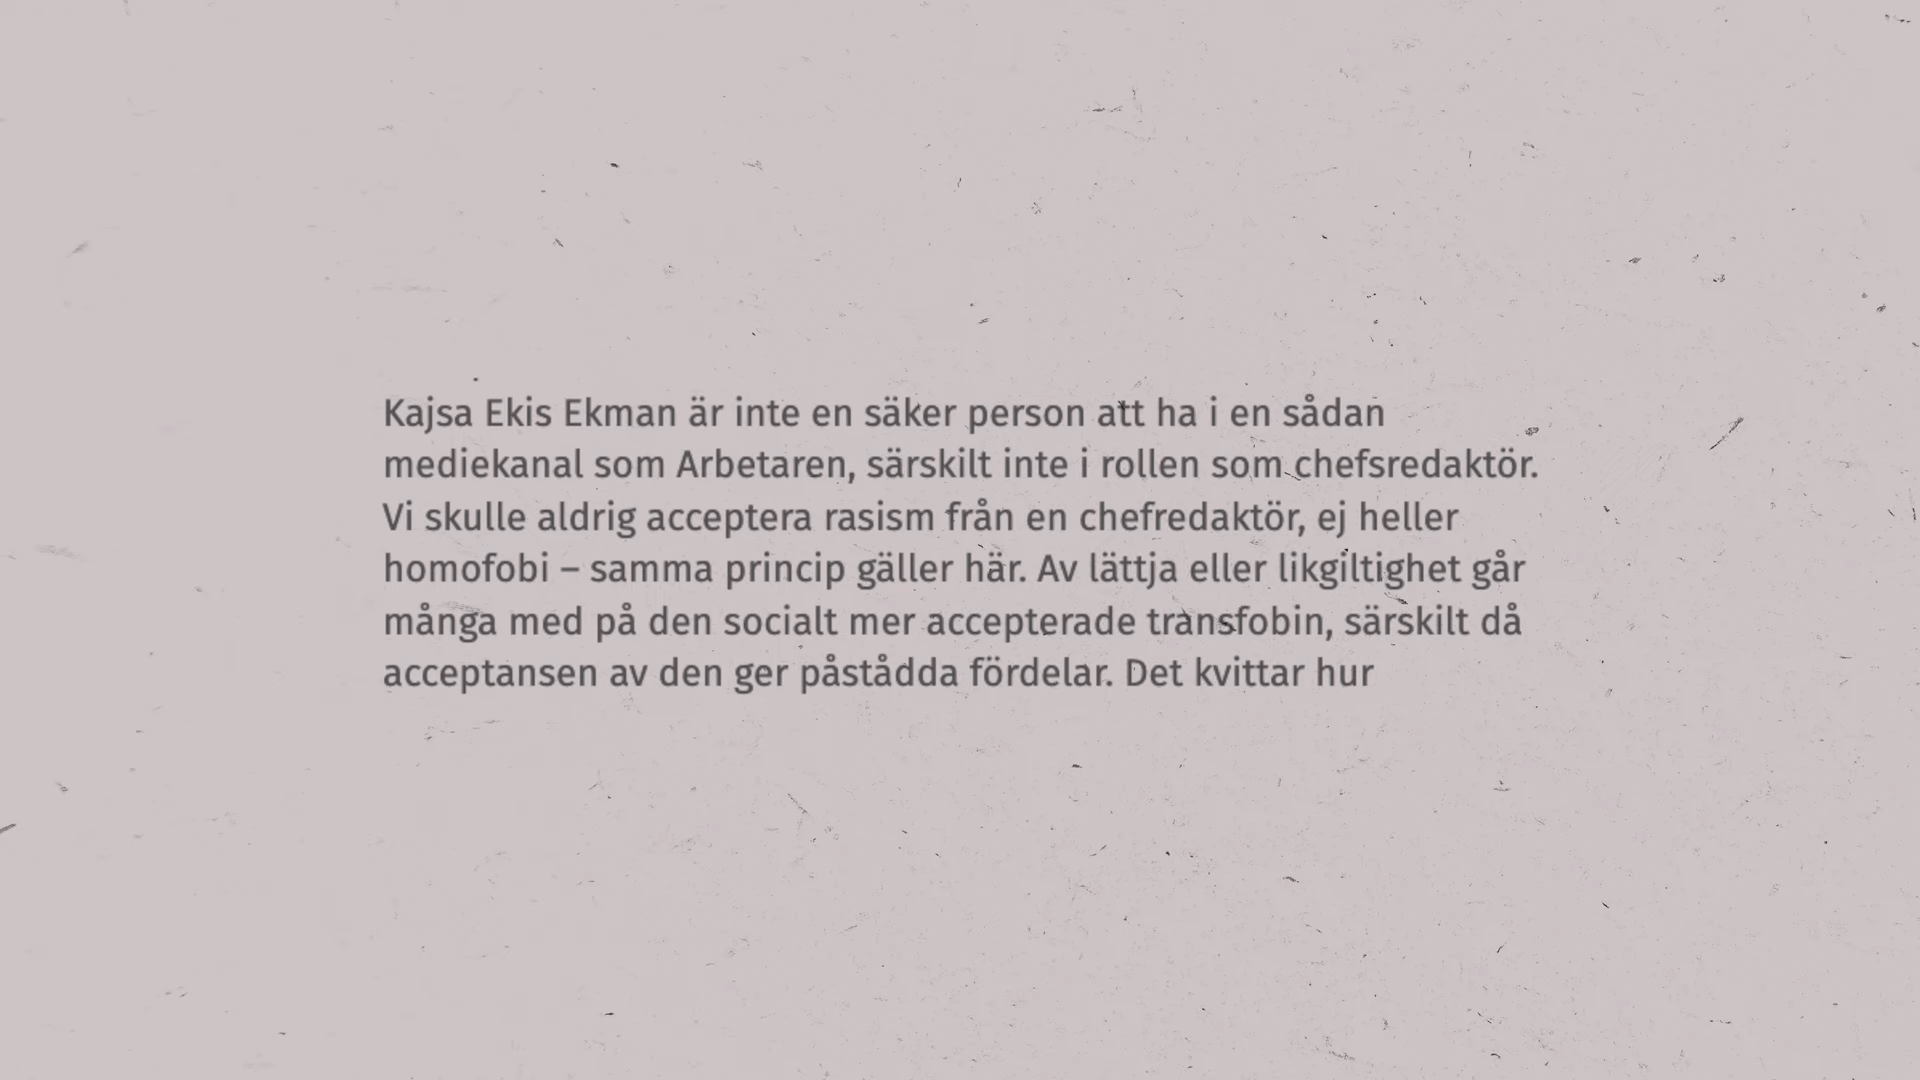 Kajsa Ekis Ekman är inte en säker person att ha i en sådan
mediekanal som Arbetaren, särskilt inte i rollen som chefsredaktör.
Vi skulle aldrig acceptera rasism från en chefredaktör, ej heller
homofobi – samma princip gäller här. Av lättja eller likgiltighet går
många med på den socialt mer accepterade transfobin, särskilt då
acceptansen av den ger påstådda fördelar. Det kvittar hur